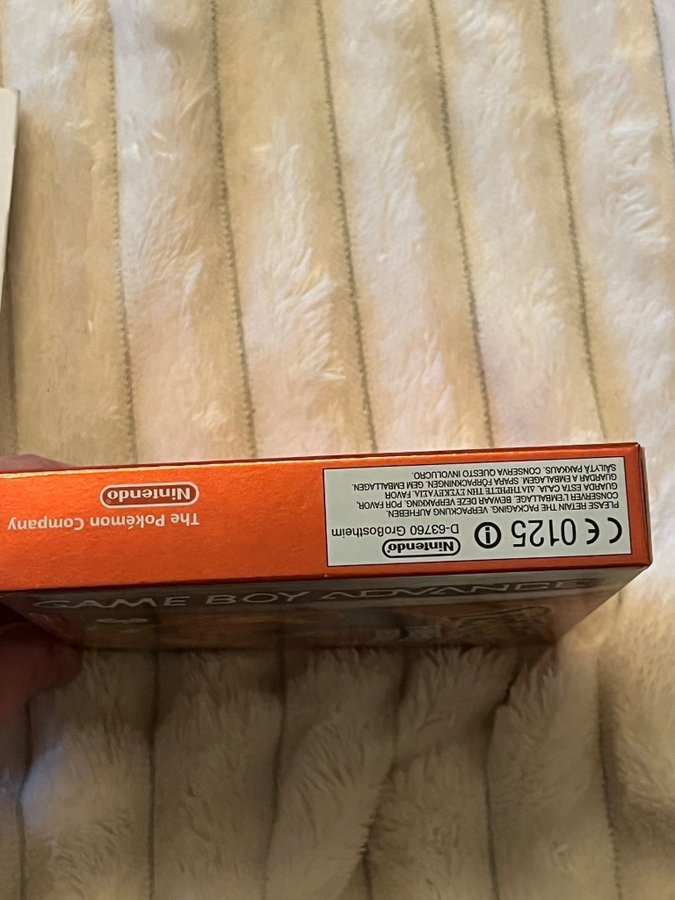 CE 0125
Nintendo
D-63760 Großostheim
PLEASE RETAIN THE PACKAGING. VERPACKUNG AUFHEBEN.
CONSERVER L'EMBALLAGE. BEWAAR DEZE VERPAKKING. POR FAVOR,
GUARDA ESTA CAJA. ΔΙΑΤΗΡΗΣΤΕ ΤΗΝ ΣΥΣΚΕΥΑΣΙΑ. FAVOR
GUARDAR A EMBALAGEM. SPARA FÖRPACKNINGEN. GEM EMBALLAGEN.
SÄILYTÄ PAKKAUS. CONSERVA QUESTO INVOLUCRO.
The Pokémon Company
Nintendo
GAME BOY ADVANCE